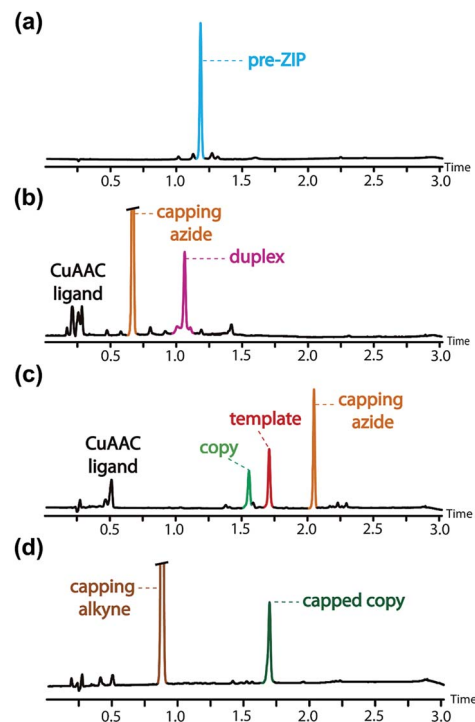 (a)
pre-ZIP
Time
0.5 1.0 1.5 2.0 2.5 3.0
(b)
capping
azide
CuAAC
ligand
duplex
Time
0.5 1.0 1.5 2.0 2.5 3.0
(c)
capping
azide
template
copy
CuAAC
ligand
Time
0.5 1.0 1.5 2.0 2.5 3.0
(d)
capping
alkyne
capped copy
Time
0.5 1.0 1.5 2.0 2.5 3.0